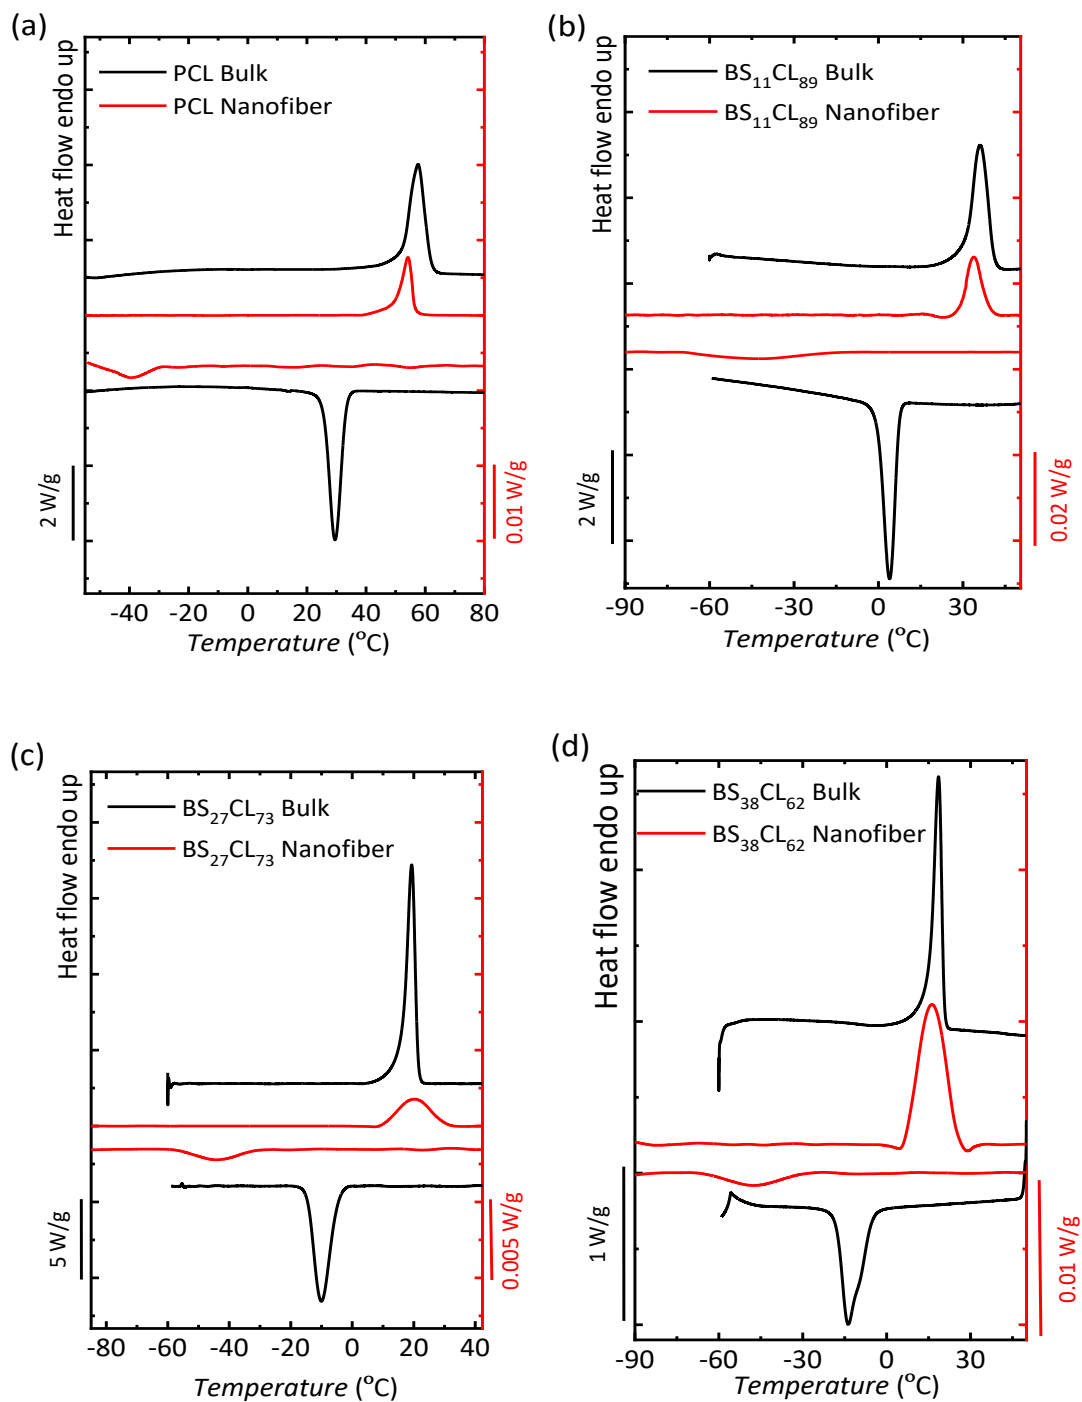 (a)
Heat flow endo up
PCL Bulk
PCL Nanofiber
2 W/g
0.01 W/g
-40 -20 0 20 40 60 80
Temperature (°C)
(b)
Heat flow endo up
BS₁₁CL₈₉ Bulk
BS₁₁CL₈₉ Nanofiber
2 W/g
0.02 W/g
-90 -60 -30 0 30
Temperature (°C)
(c)
Heat flow endo up
BS₂₇CL₇₃ Bulk
BS₂₇CL₇₃ Nanofiber
5 W/g
0.005 W/g
-80 -60 -40 -20 0 20 40
Temperature (°C)
(d)
Heat flow endo up
BS₃₈CL₆₂ Bulk
BS₃₈CL₆₂ Nanofiber
1 W/g
0.01 W/g
-90 -60 -30 0 30
Temperature (°C)